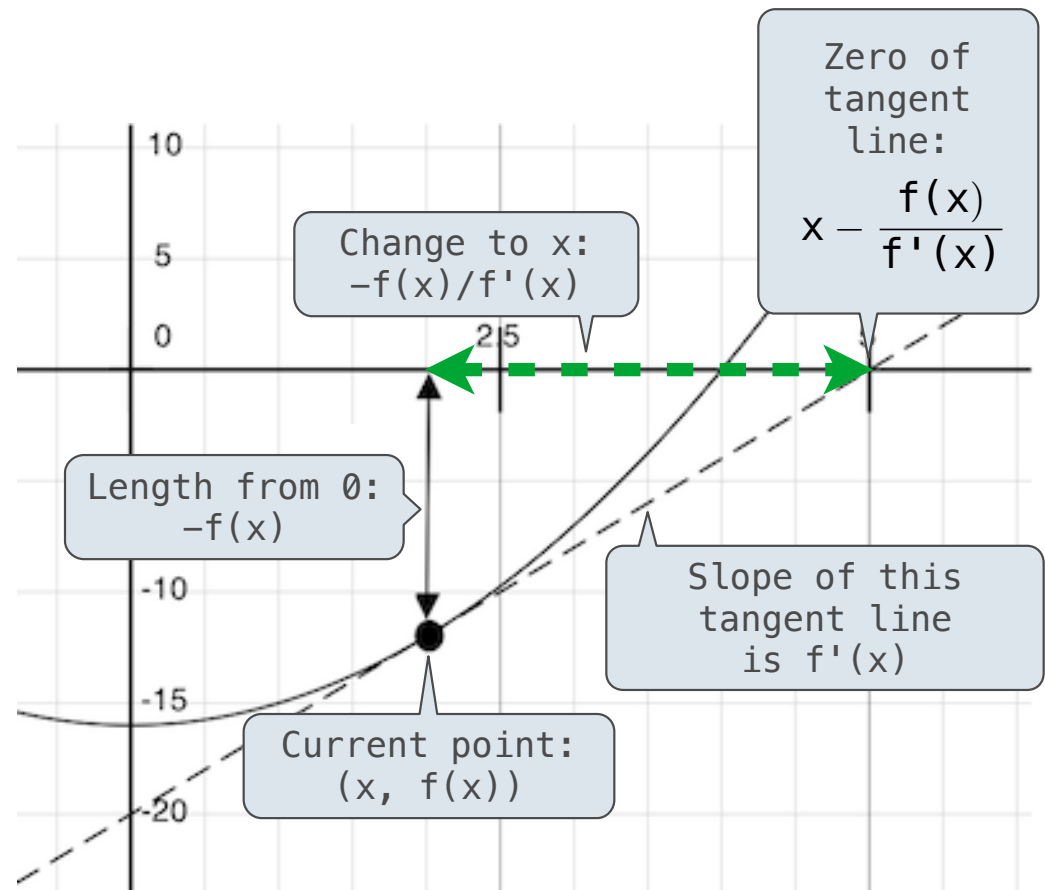 Zero of
tangent
line:
x − f(x)
f'(x)
10
Change to x:
−f(x)/f'(x)
5
0
2.5
Length from 0:
−f(x)
-10
Slope of this
tangent line
is f'(x)
-15
Current point:
(x, f(x))
-20